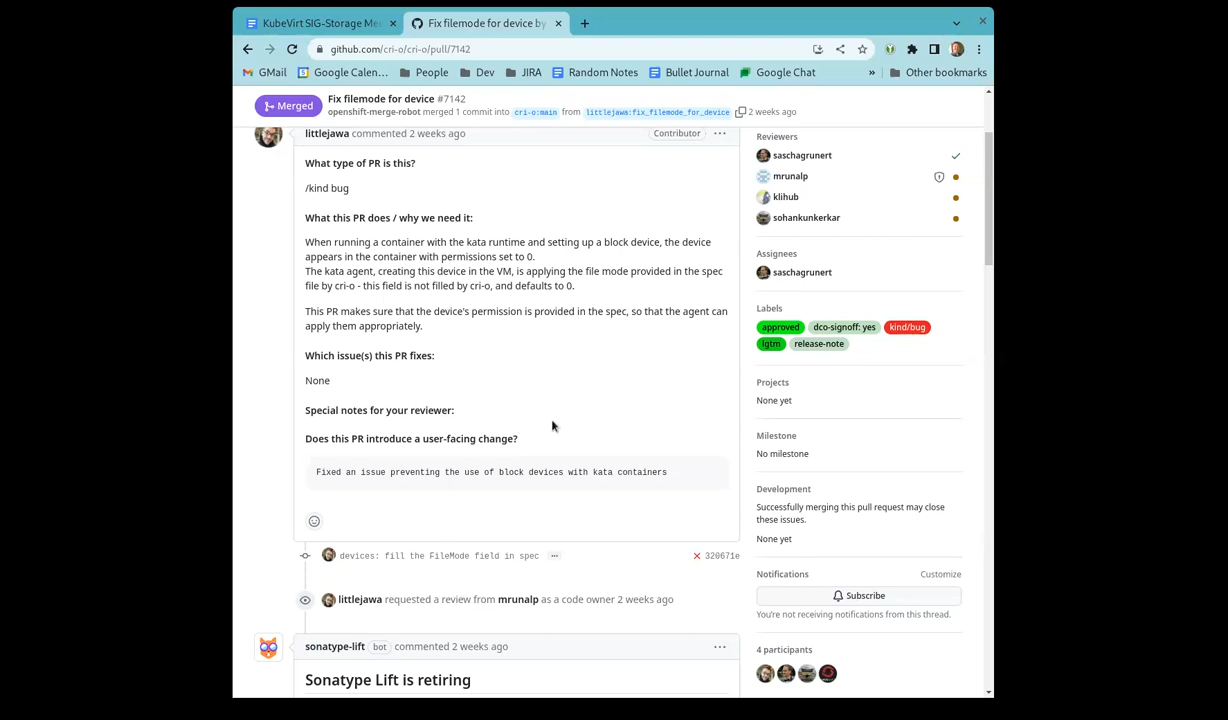 KubeVirt SIG-Storage Me
Fix filemode for device by
github.com/cri-o/cri-o/pull/7142
GMail
Google Calen...
People
Dev
JIRA
Random Notes
Bullet Journal
Google Chat
»
Other bookmarks
Merged
Fix filemode for device #7142
openshift-merge-robot merged 1 commit into cri-o:main from littlejawa:fix_filemode_for_device 2 weeks ago
littlejawa commented 2 weeks ago
Contributor
What type of PR is this?
/kind bug
What this PR does / why we need it:
When running a container with the kata runtime and setting up a block device, the device
appears in the container with permissions set to 0.
The kata agent, creating this device in the VM, is applying the file mode provided in the spec
file by cri-o - this field is not filled by cri-o, and defaults to 0.
This PR makes sure that the device's permission is provided in the spec, so that the agent can
apply them appropriately.
Which issue(s) this PR fixes:
None
Special notes for your reviewer:
Does this PR introduce a user-facing change?
Fixed an issue preventing the use of block devices with kata containers
devices: fill the FileMode field in spec ... 320671e
littlejawa requested a review from mrunalp as a code owner 2 weeks ago
sonatype-lift bot commented 2 weeks ago
Sonatype Lift is retiring
Reviewers
saschagrunert
mrunalp
klihub
sohankunkerkar
Assignees
saschagrunert
Labels
approved dco-signoff: yes kind/bug
lgtm release-note
Projects
None yet
Milestone
No milestone
Development
Successfully merging this pull request may close
these issues.
None yet
Notifications
Customize
Subscribe
You're not receiving notifications from this thread.
4 participants